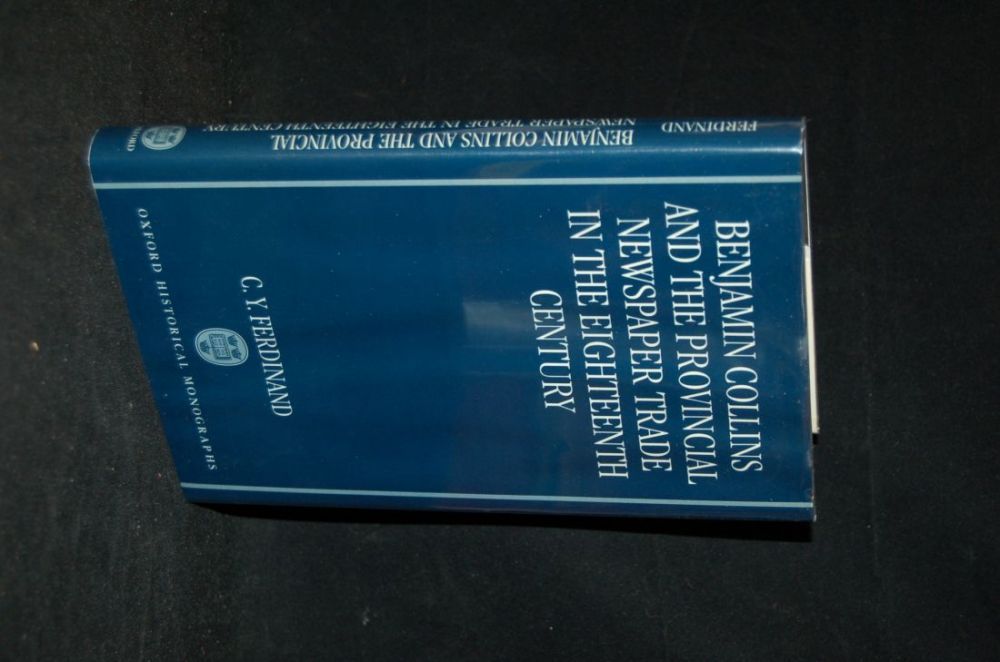 BENJAMIN COLLINS
AND THE PROVINCIAL
NEWSPAPER TRADE
IN THE EIGHTEENTH
CENTURY
C. Y. FERDINAND
OXFORD HISTORICAL MONOGRAPHS
FERDINAND
BENJAMIN COLLINS AND THE PROVINCIAL
NEWSPAPER TRADE IN THE EIGHTEENTH CENTURY
OXFORD